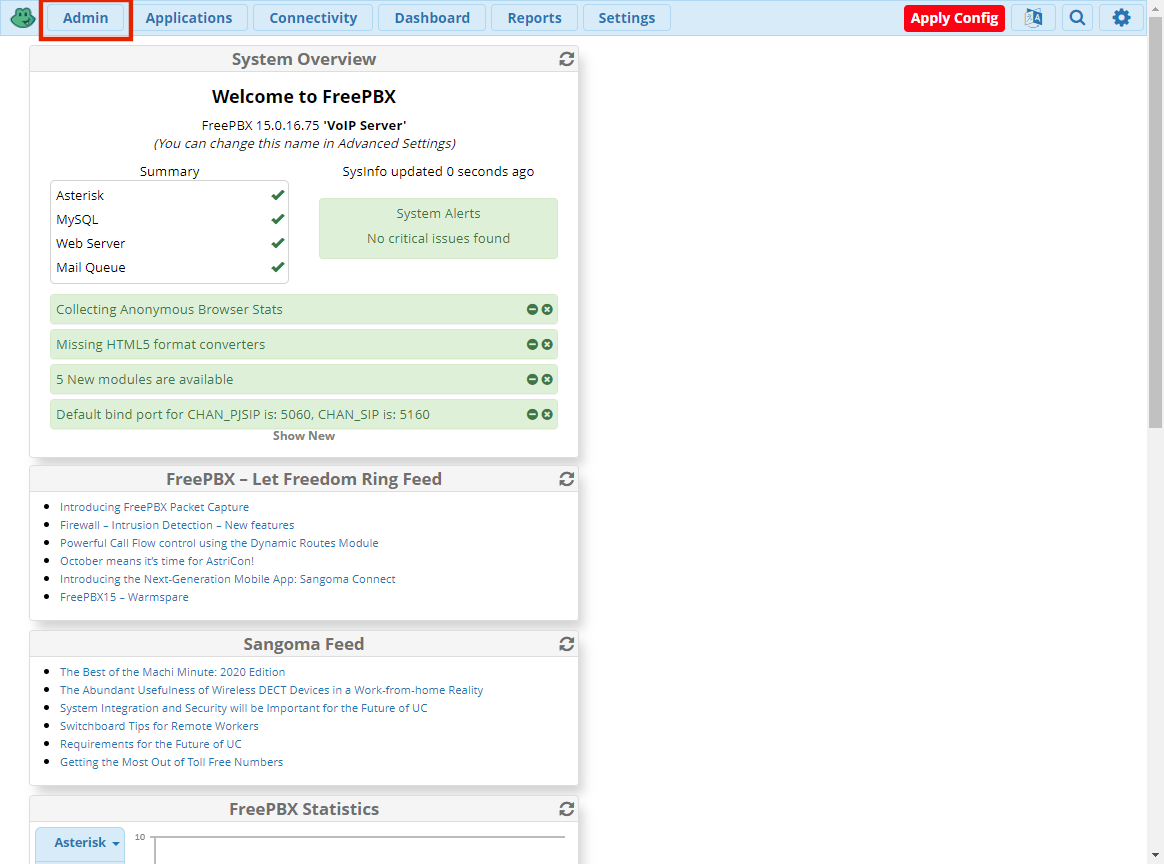 Admin Applications Connectivity Dashboard Reports Settings Apply Config
System Overview
Welcome to FreePBX
FreePBX 15.0.16.75 'VoIP Server'
(You can change this name in Advanced Settings)
Summary
Asterisk
MySQL
Web Server
Mail Queue
SysInfo updated 0 seconds ago
System Alerts
No critical issues found
Collecting Anonymous Browser Stats
Missing HTML5 format converters
5 New modules are available
Default bind port for CHAN_PJSIP is: 5060, CHAN_SIP is: 5160
Show New
FreePBX – Let Freedom Ring Feed
Introducing FreePBX Packet Capture
Firewall – Intrusion Detection – New features
Powerful Call Flow control using the Dynamic Routes Module
October means it's time for AstriCon!
Introducing the Next-Generation Mobile App: Sangoma Connect
FreePBX15 – Warmspare
Sangoma Feed
The Best of the Machi Minute: 2020 Edition
The Abundant Usefulness of Wireless DECT Devices in a Work-from-home Reality
System Integration and Security will be Important for the Future of UC
Switchboard Tips for Remote Workers
Requirements for the Future of UC
Getting the Most Out of Toll Free Numbers
FreePBX Statistics
Asterisk
10